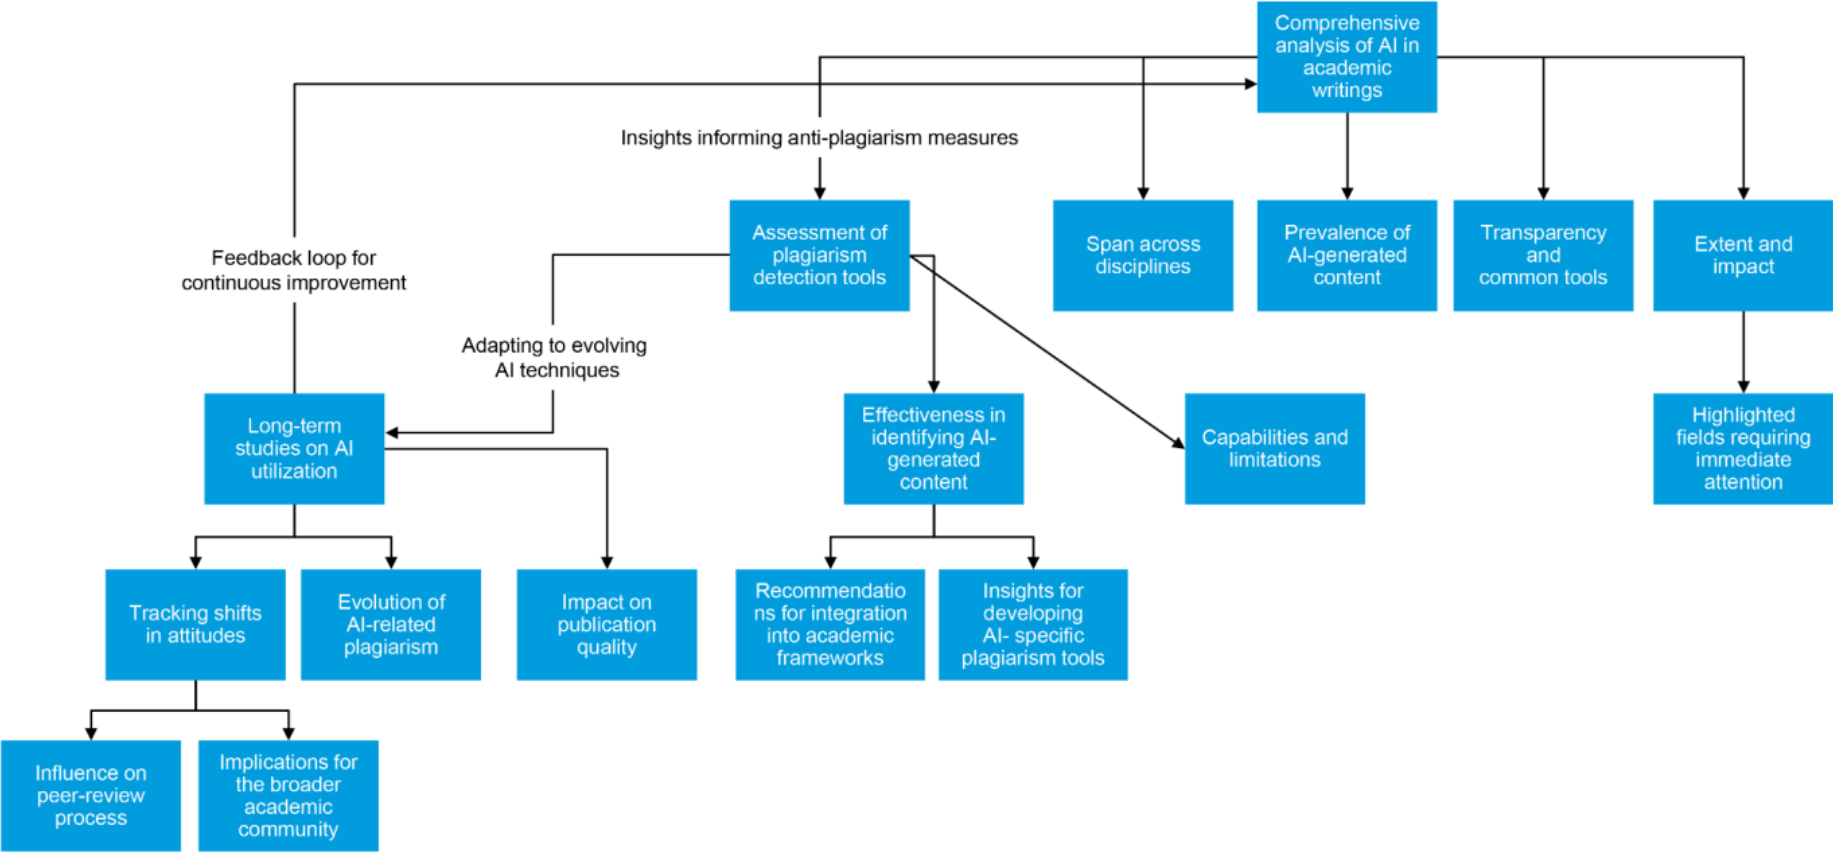 Comprehensive
analysis of AI in
academic
writings
Insights informing anti-plagiarism measures
Assessment of
plagiarism
detection tools
Span across
disciplines
Prevalence of
AI-generated
content
Transparency
and
common tools
Extent and
impact
Feedback loop for
continuous improvement
Adapting to evolving
AI techniques
Long-term
studies on AI
utilization
Effectiveness in
identifying AI-
generated
content
Capabilities and
limitations
Highlighted
fields requiring
immediate
attention
Tracking shifts
in attitudes
Evolution of
AI-related
plagiarism
Impact on
publication
quality
Recommendatio
ns for integration
into academic
frameworks
Insights for
developing
AI- specific
plagiarism tools
Influence on
peer-review
process
Implications for
the broader
academic
community